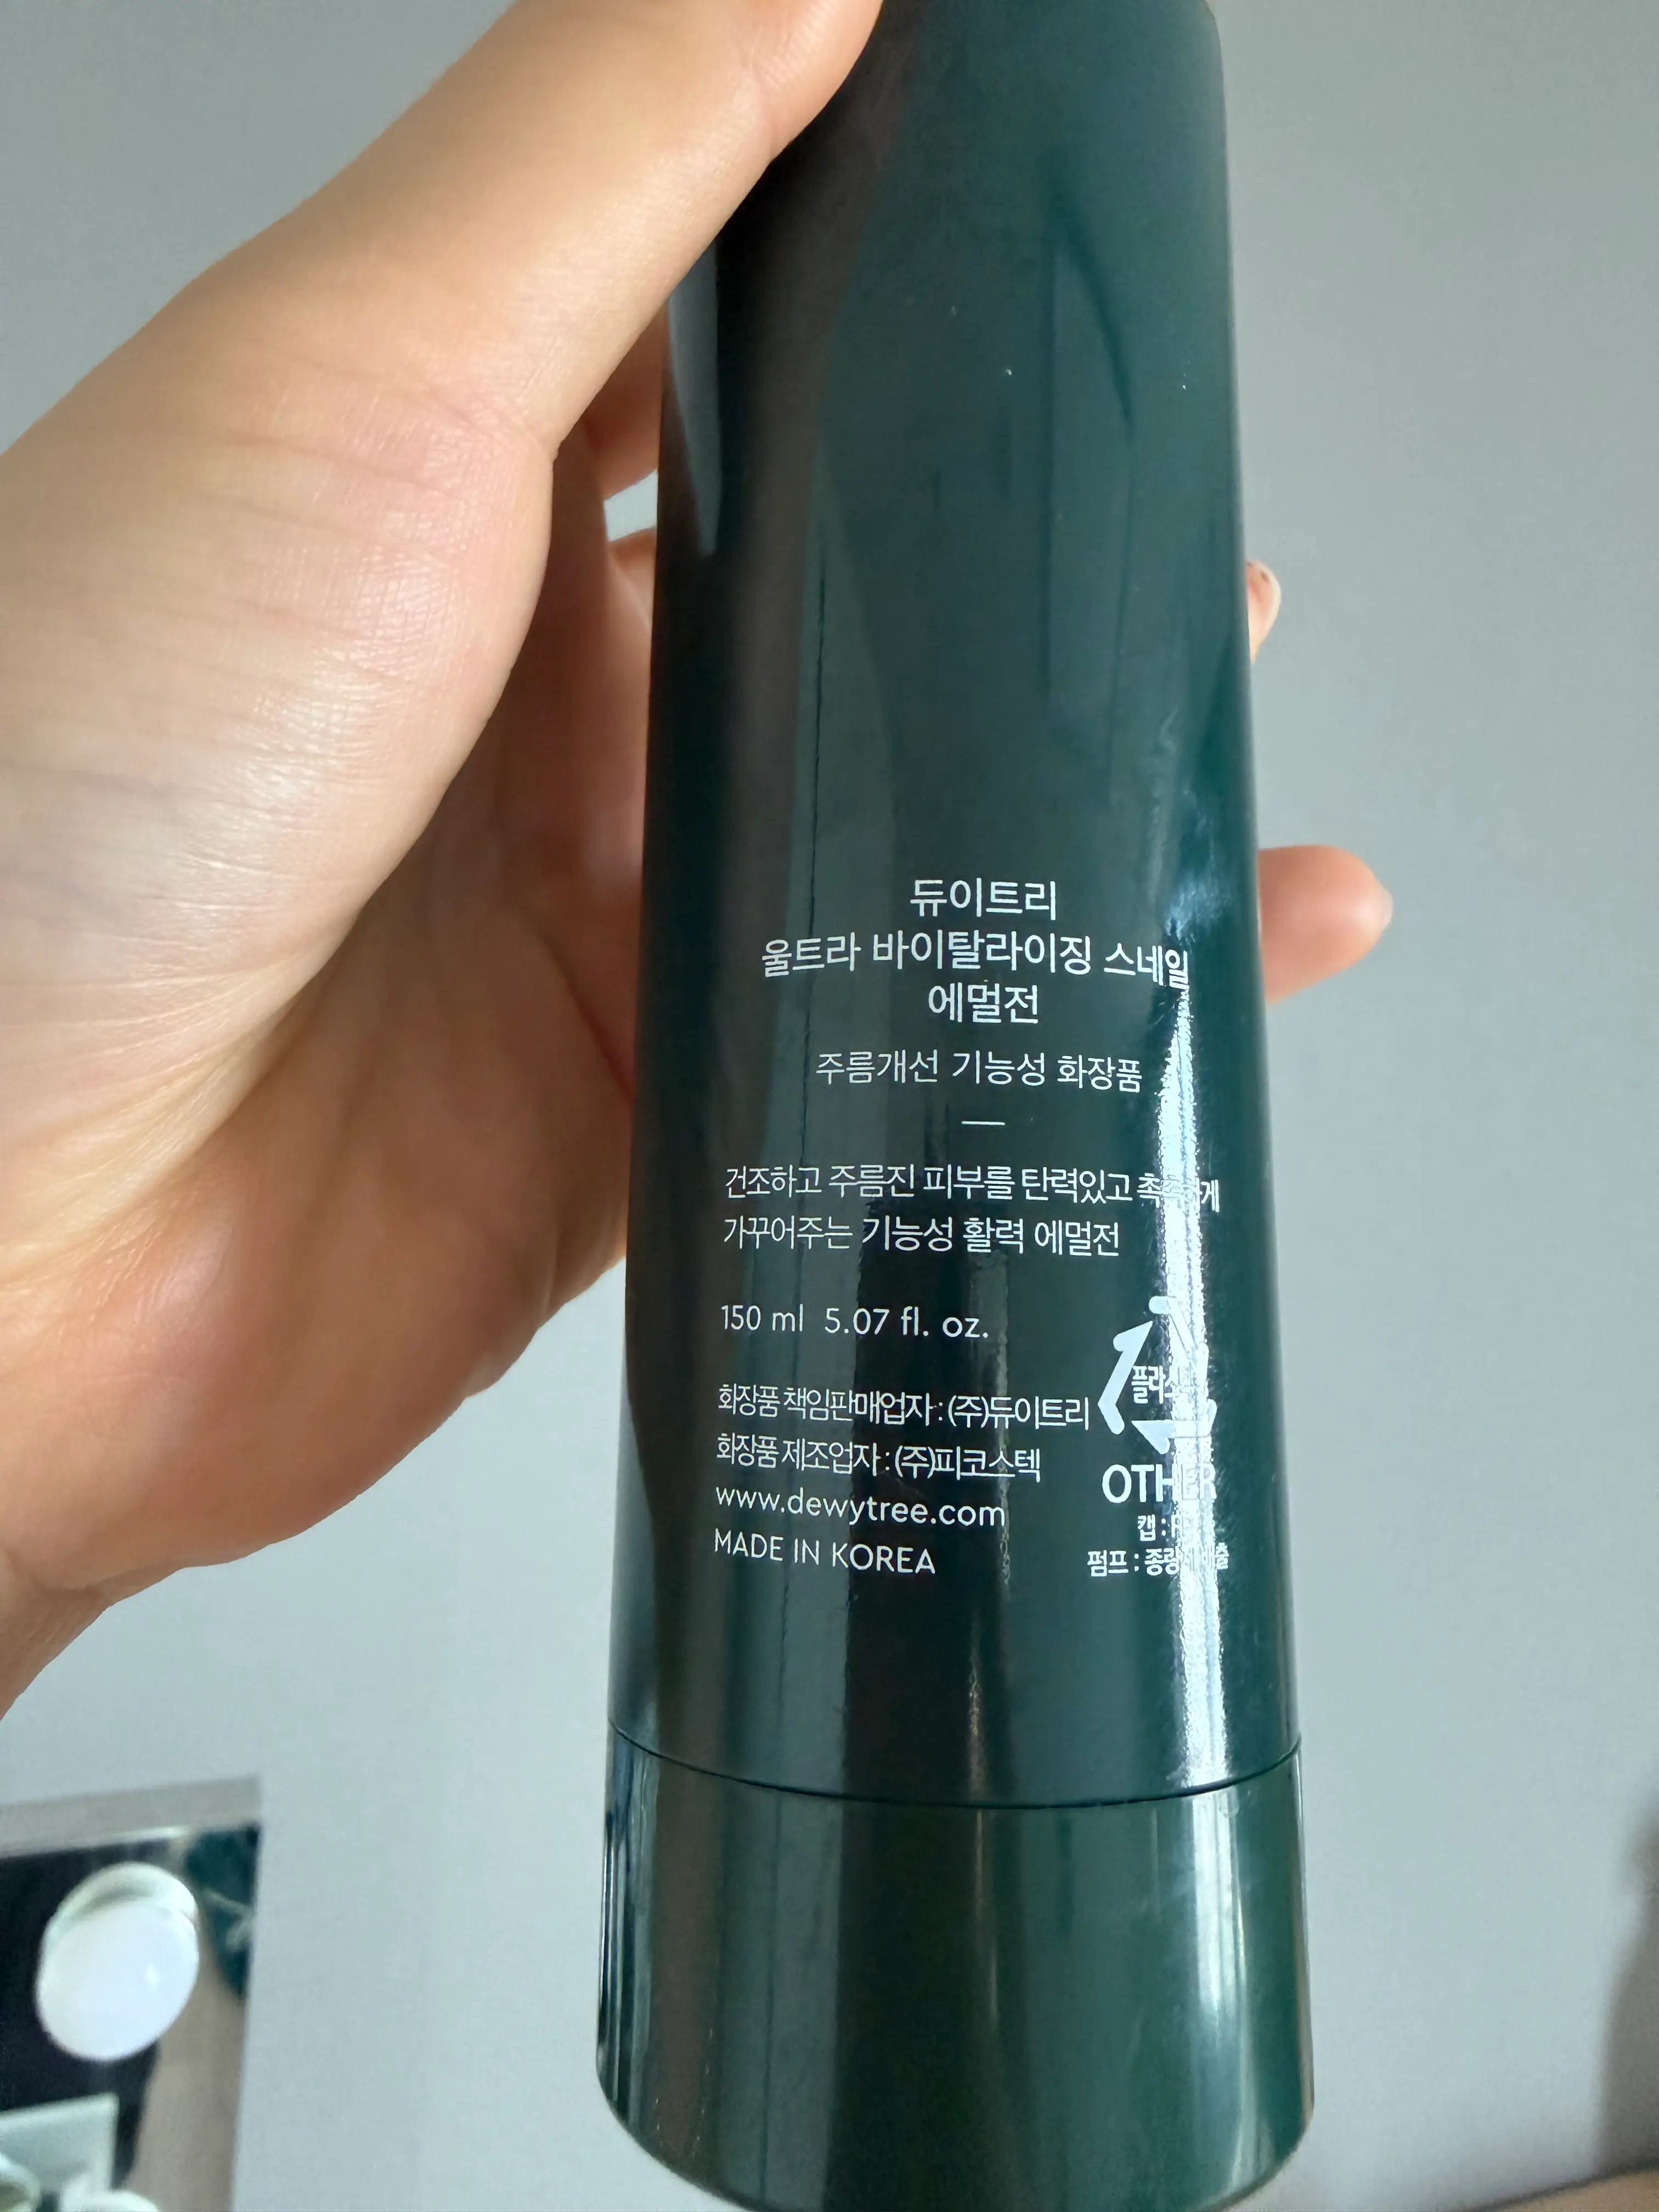 듀이트리
울트라 바이탈라이징 스네일
에멀전
주름개선 기능성 화장품
건조하고 주름진 피부를 탄력있고 촉촉하게
가꾸어주는 기능성 활력 에멀전
150 ml 5.07 fl. oz.
화장품 책임판매업자 : (주)듀이트리
화장품 제조업자 : (주)피코스텍
www.dewytree.com
MADE IN KOREA
OTHER
캡 :
펌프 :